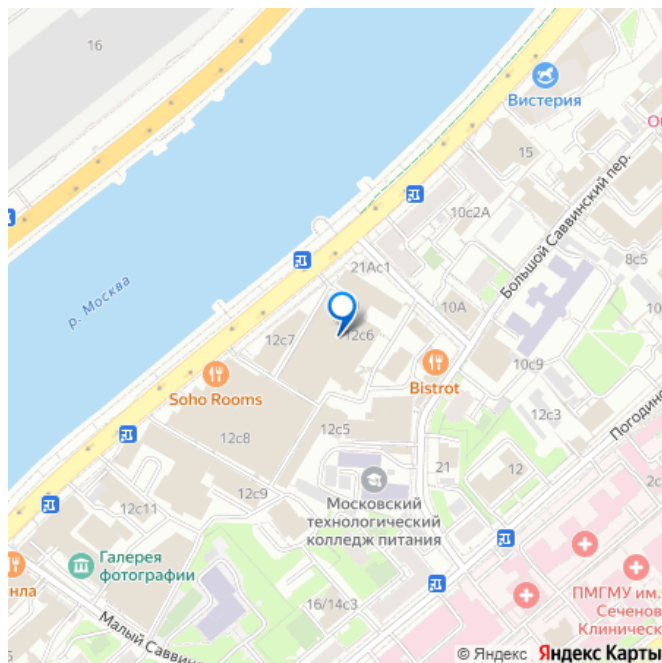 16
Вистерия
15
Большой Саввинский пер.
10с2А
8с5
21Ас1
р. Москва
10А
12с7
12с6
10с9
Bistrot
Soho Rooms
12с3
12с8
12с5
21
12
12с9
Московский
технологический
колледж питания
12с11
Галерея
фотографии
16/14с3
ПМГМУ им.
Сеченов
Клиническ
Малый Саввинс
© Яндекс Яндекс Карты